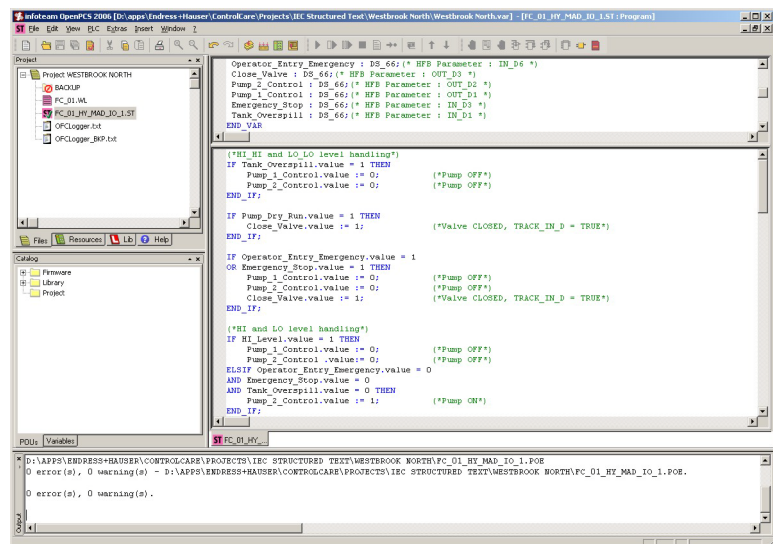 infoteam OpenPCS 2006 [D:\apps\Endress+Hauser\ControlCare\Projects\IEC Structured Text\Westbrook North\Westbrook North.var] - [FC_01_HY_MAD_IO_1.ST : Program]
File Edit View PLC Extras Insert Window ?
Project
Project WESTBROOK NORTH
BACKUP
FC_01.WL
FC_01_HY_MAD_IO_1.ST
OFCLogger.txt
OFCLogger_BKP.txt
Files Resources Lib Help
Catalog
Firmware
Library
Project
POUs Variables
Operator_Entry_Emergency : DS_66;(* HFB Parameter : IN_D6 *)
Close_Valve : DS_66;(* HFB Parameter : OUT_D3 *)
Pump_2_Control : DS_66;(* HFB Parameter : OUT_D2 *)
Pump_1_Control : DS_66;(* HFB Parameter : OUT_D1 *)
Emergency_Stop : DS_66;(* HFB Parameter : IN_D3 *)
Tank_Overspill : DS_66;(* HFB Parameter : IN_D1 *)
END_VAR
(*HI_HI and LO_LO level handling*)
IF Tank_Overspill.value = 1 THEN
Pump_1_Control.value := 0; (*Pump OFF*)
Pump_2_Control.value := 0; (*Pump OFF*)
END_IF;
IF Pump_Dry_Run.value = 1 THEN
Close_Valve.value := 1; (*Valve CLOSED, TRACK_IN_D = TRUE*)
END_IF;
IF Operator_Entry_Emergency.value = 1
OR Emergency_Stop.value = 1 THEN
Pump_1_Control.value := 0; (*Pump OFF*)
Pump_2_Control.value := 0; (*Pump OFF*)
Close_Valve.value := 1; (*Valve CLOSED, TRACK_IN_D = TRUE*)
END_IF;
(*HI and LO level handling*)
IF HI_Level.value = 1 THEN
Pump_1_Control.value := 0; (*Pump OFF*)
Pump_2_Control .value:= 0; (*Pump OFF*)
ELSIF Operator_Entry_Emergency.value = 0
AND Emergency_Stop.value = 0
AND Tank_Overspill.value = 0 THEN
Pump_2_Control.value := 1; (*Pump ON*)
END_IF;
ST FC_01_HY_...
D:\APPS\ENDRESS+HAUSER\CONTROLCARE\PROJECTS\IEC STRUCTURED TEXT\WESTBROOK NORTH\FC_01_HY_MAD_IO_1.POE
0 error(s), 0 warning(s) - D:\APPS\ENDRESS+HAUSER\CONTROLCARE\PROJECTS\IEC STRUCTURED TEXT\WESTBROOK NORTH\FC_01_HY_MAD_IO_1.POE.
0 error(s), 0 warning(s).
Output